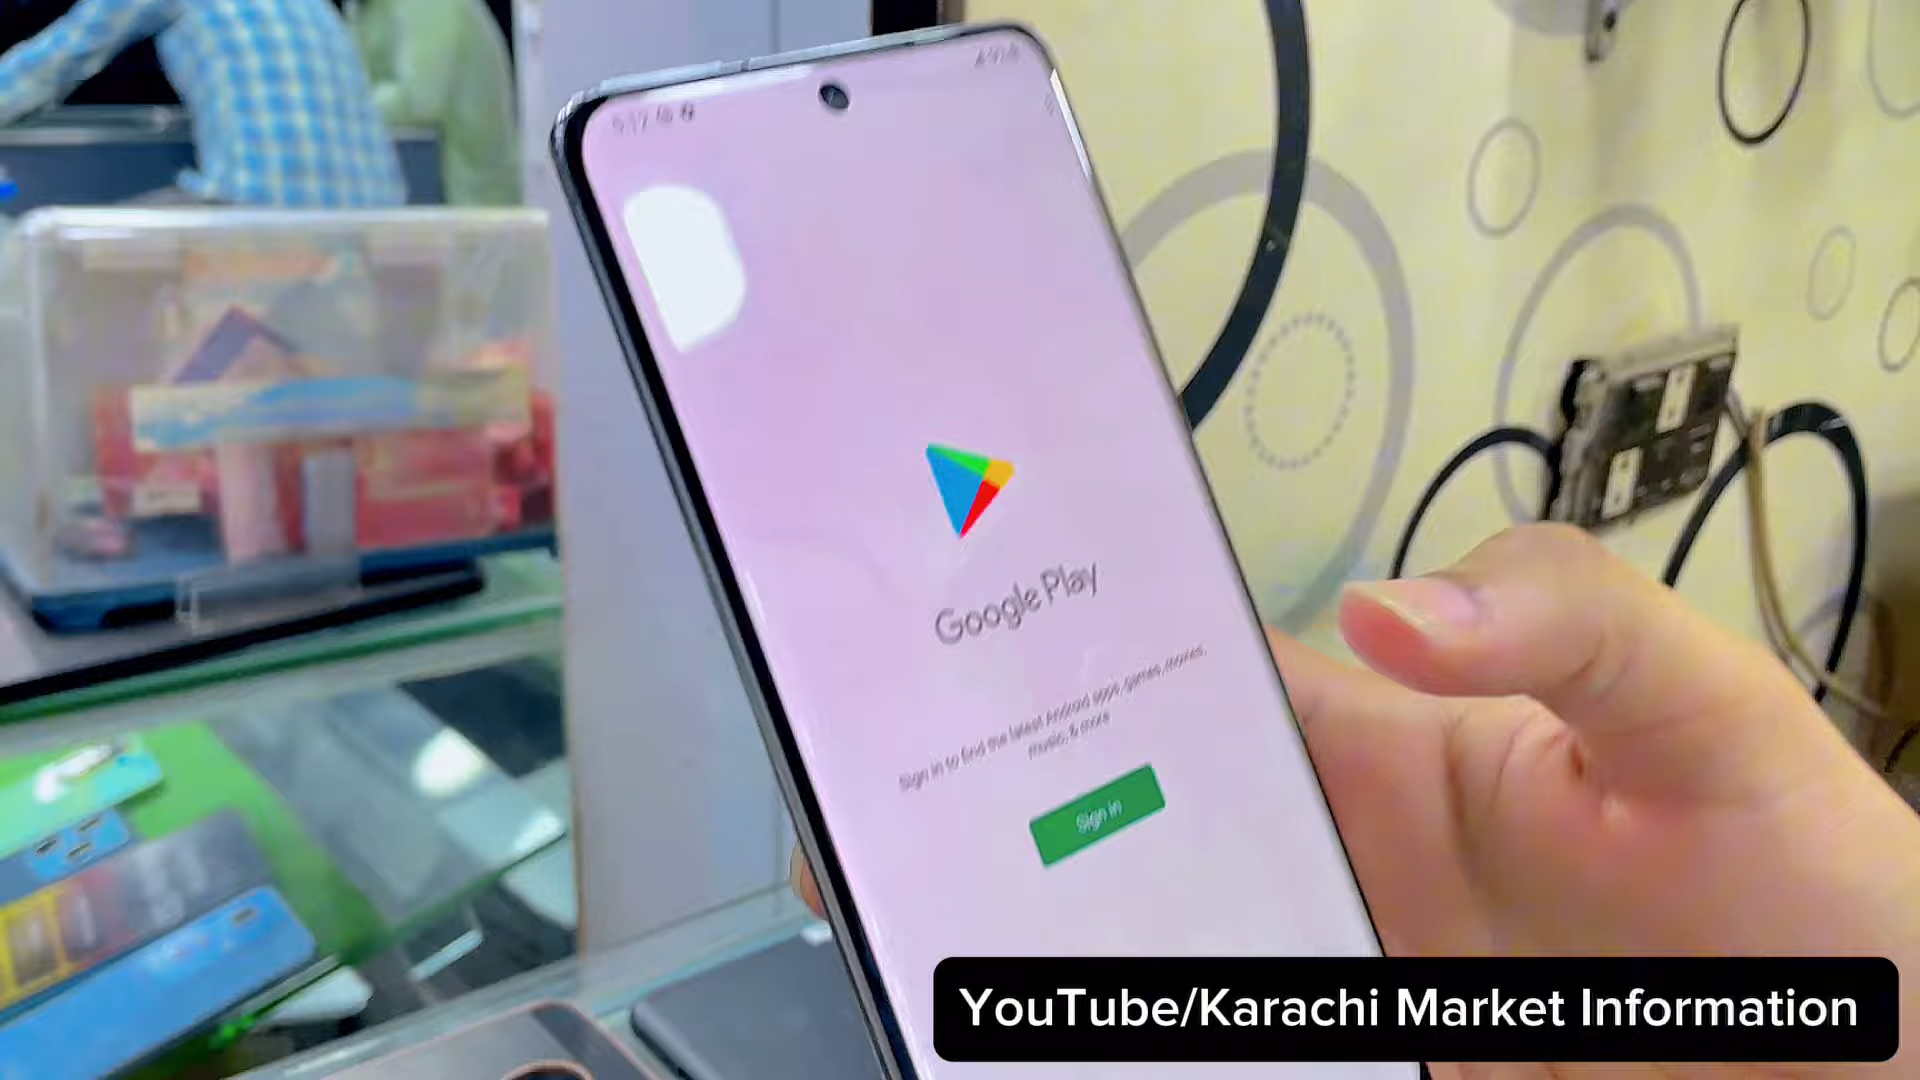 Google Play
Sign in to find the latest Android apps, games, movies,
music, & more
Sign in
YouTube/Karachi Market Information